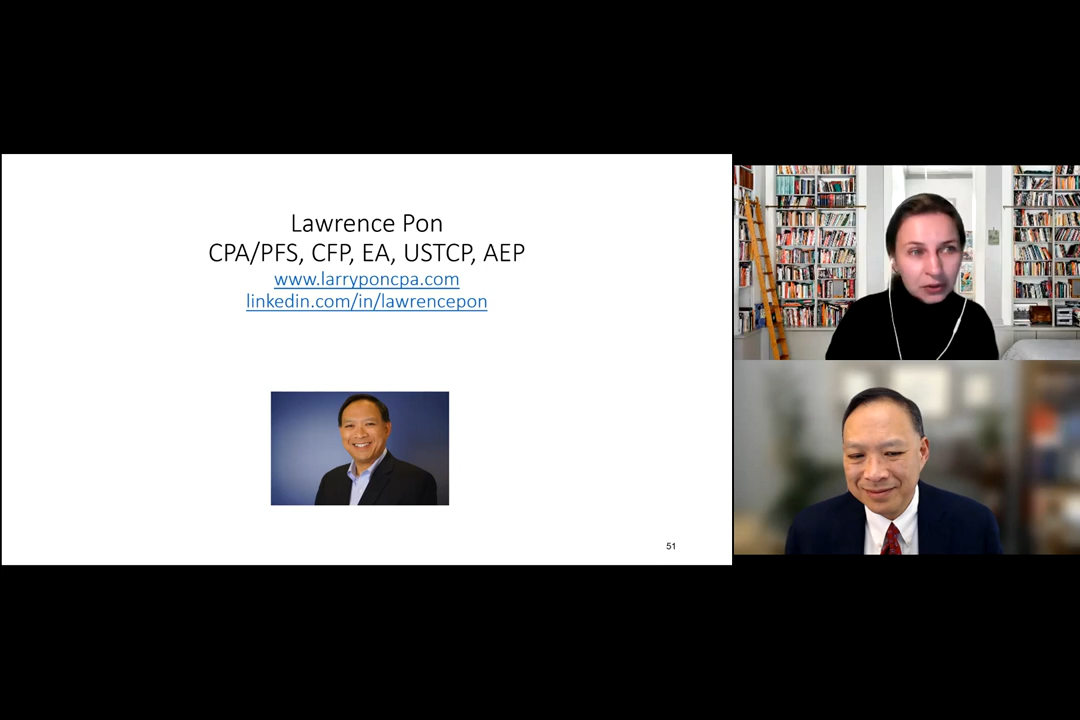 Lawrence Pon
CPA/PFS, CFP, EA, USTCP, AEP
www.larryponcpa.com
linkedin.com/in/lawrencepon
51